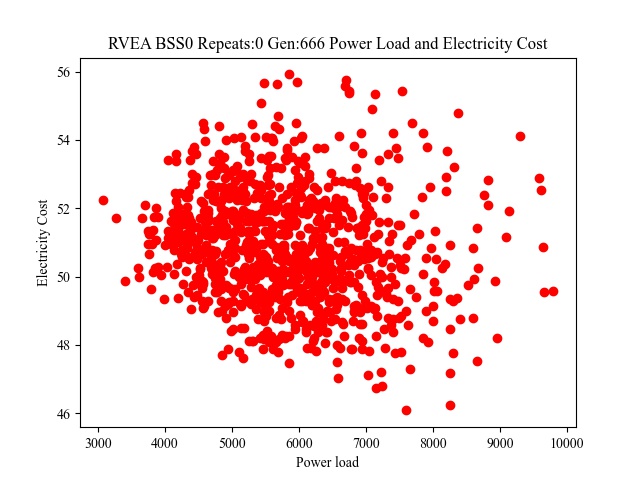 RVEA BSS0 Repeats:0 Gen:666 Power Load and Electricity Cost
56
54
52
50
48
46
Electricity Cost
3000 4000 5000 6000 7000 8000 9000 10000
Power load